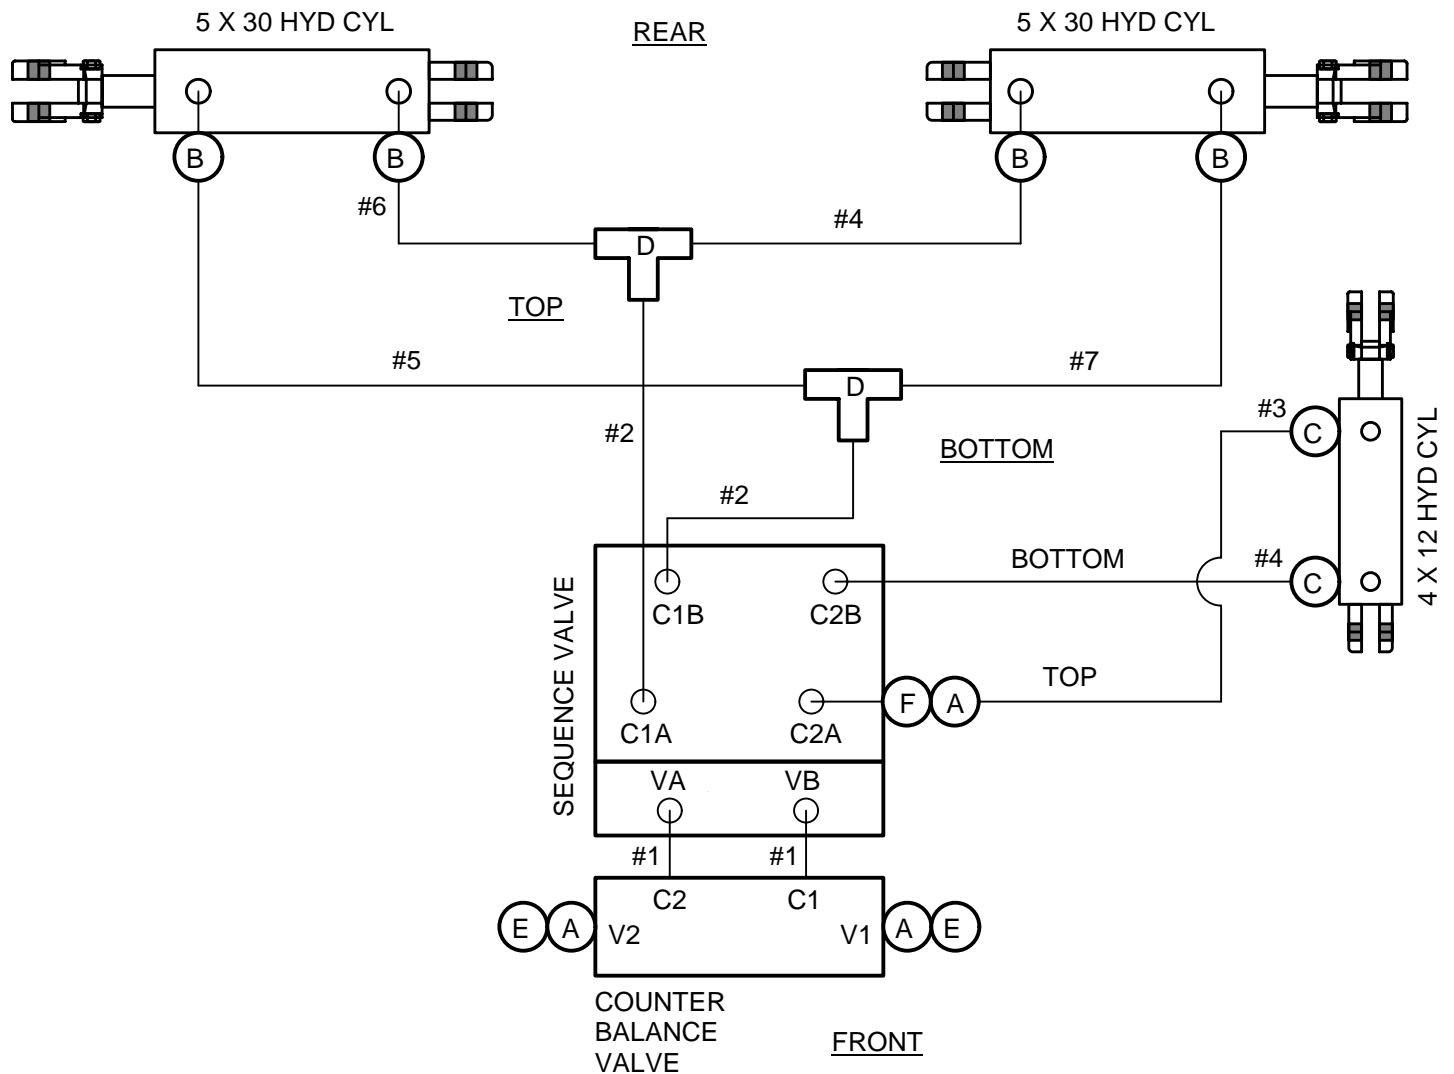 5 X 30 HYD CYL
REAR
5 X 30 HYD CYL
B
B
B
B
#6
#4
D
TOP
#5
#7
D
#3
#2
C
BOTTOM
4 X 12 HYD CYL
#2
BOTTOM
#4
C
C1B
C2B
SEQUENCE VALVE
TOP
F
A
C1A
C2A
VA
VB
#1
#1
C2
C1
E
A
V2
V1
A
E
COUNTER
BALANCE
VALVE
FRONT